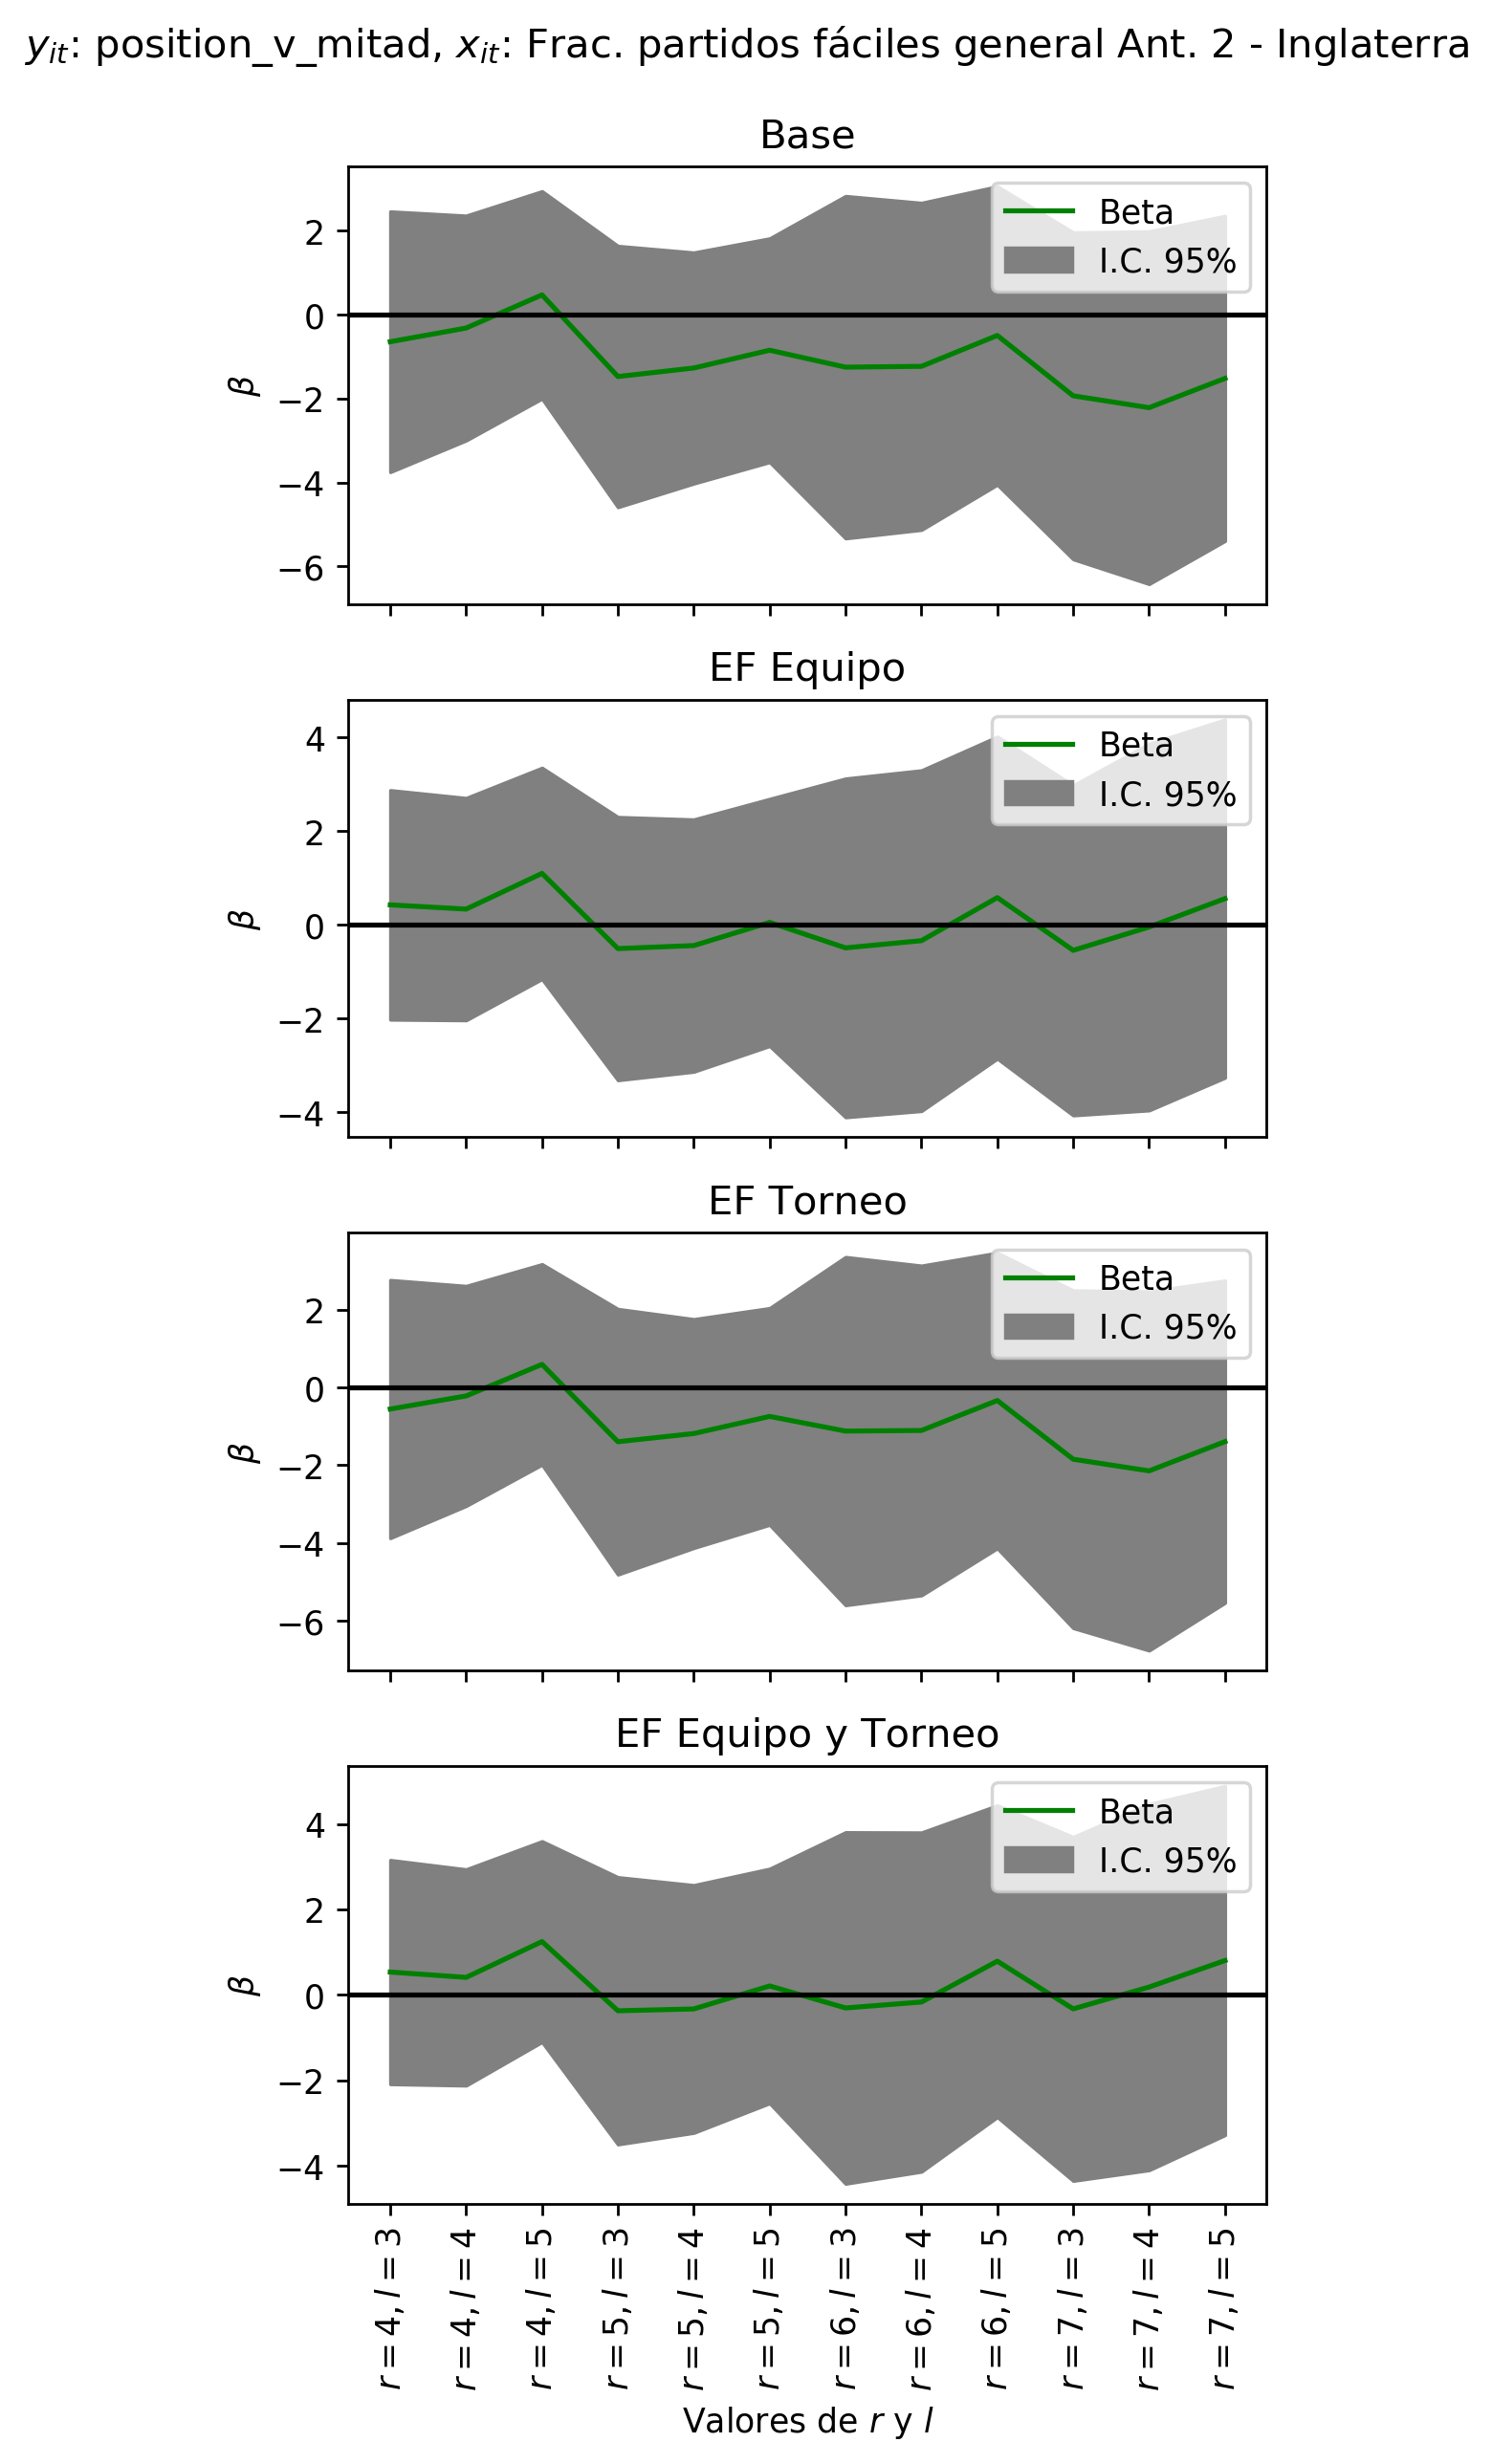 y_it: position_v_mitad, x_it: Frac. partidos fáciles general Ant. 2 - Inglaterra
Base
Beta
I.C. 95%
2
0
−2
−4
−6
β
EF Equipo
Beta
I.C. 95%
4
2
0
−2
−4
β
EF Torneo
Beta
I.C. 95%
2
0
−2
−4
−6
β
EF Equipo y Torneo
Beta
I.C. 95%
4
2
0
−2
−4
β
r = 4, l = 3
r = 4, l = 4
r = 4, l = 5
r = 5, l = 3
r = 5, l = 4
r = 5, l = 5
r = 6, l = 3
r = 6, l = 4
r = 6, l = 5
r = 7, l = 3
r = 7, l = 4
r = 7, l = 5
Valores de r y l